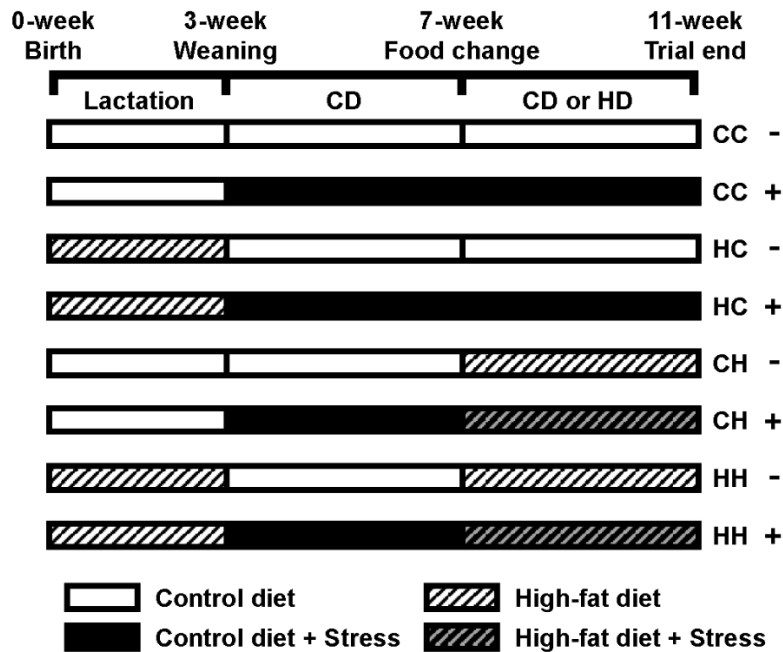 0-week 3-week 7-week 11-week
Birth Weaning Food change Trial end
Lactation CD CD or HD
CC -
CC +
HC -
HC +
CH -
CH +
HH -
HH +
Control diet High-fat diet
Control diet + Stress High-fat diet + Stress